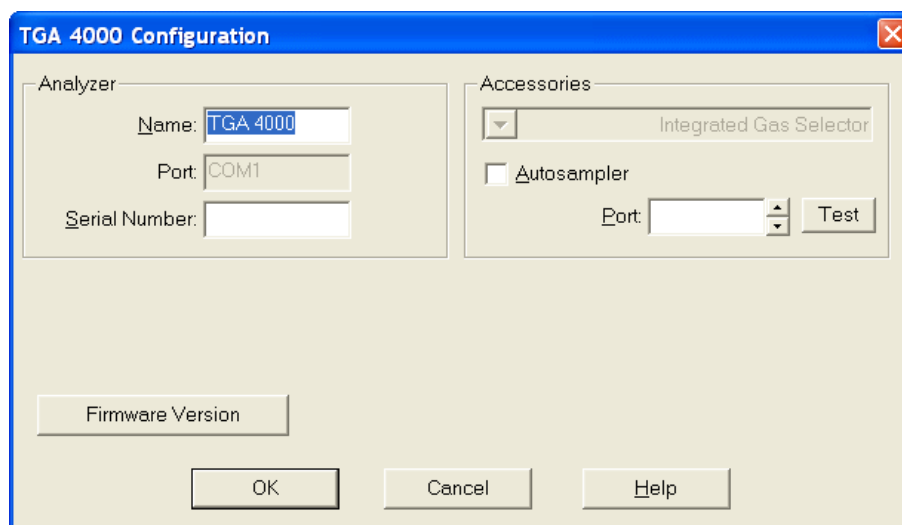 TGA 4000 Configuration
Analyzer
Name: TGA 4000
Port: COM1
Serial Number:
Accessories
Integrated Gas Selector
Autosampler
Port: Test
Firmware Version
OK Cancel Help